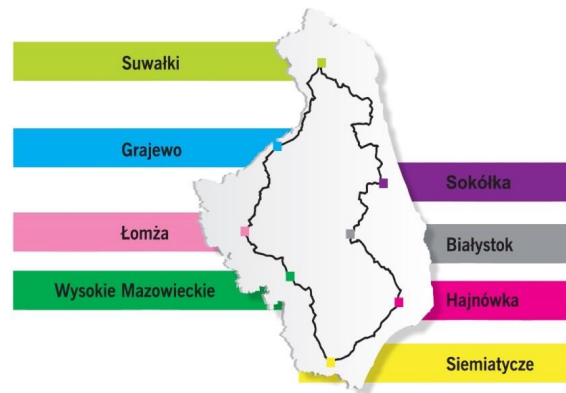 Suwałki
Grajewo
Łomża
Wysokie Mazowieckie
Sokółka
Białystok
Hajnówka
Siemiatycze